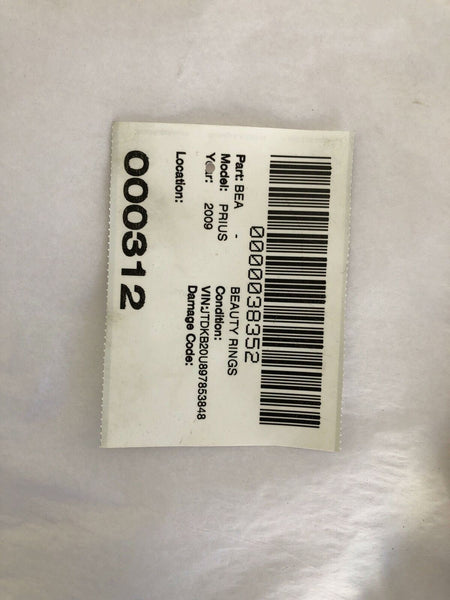 0000038352
Part: BEA - BEAUTY RINGS
Model: PRIUS Condition:
Year: 2009 VIN:JTDKB20U897853848
Damage Code:
Location:
000312